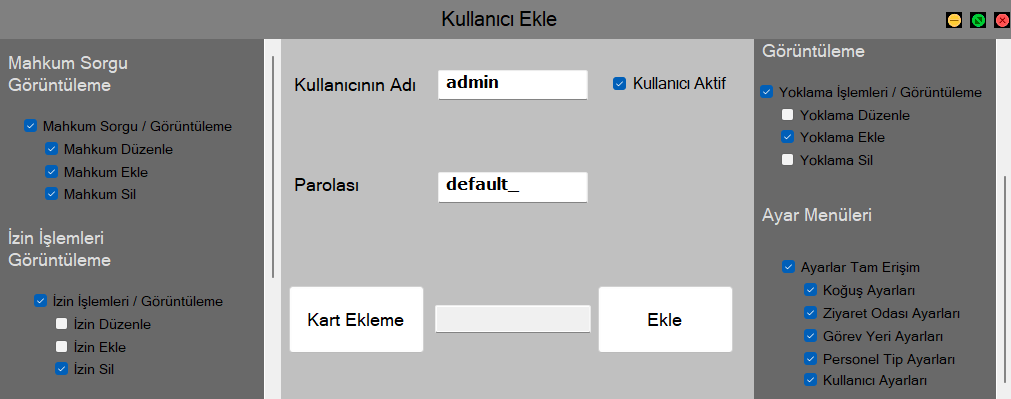 Kullanıcı Ekle
Mahkum Sorgu
Görüntüleme
Mahkum Sorgu / Görüntüleme
Mahkum Düzenle
Mahkum Ekle
Mahkum Sil
İzin İşlemleri
Görüntüleme
İzin İşlemleri / Görüntüleme
İzin Düzenle
İzin Ekle
İzin Sil
Kullanıcının Adı
admin
Kullanıcı Aktif
Parolası
default_
Kart Ekleme
Ekle
Görüntüleme
Yoklama İşlemleri / Görüntüleme
Yoklama Düzenle
Yoklama Ekle
Yoklama Sil
Ayar Menüleri
Ayarlar Tam Erişim
Koğuş Ayarları
Ziyaret Odası Ayarları
Görev Yeri Ayarları
Personel Tip Ayarları
Kullanıcı Ayarları